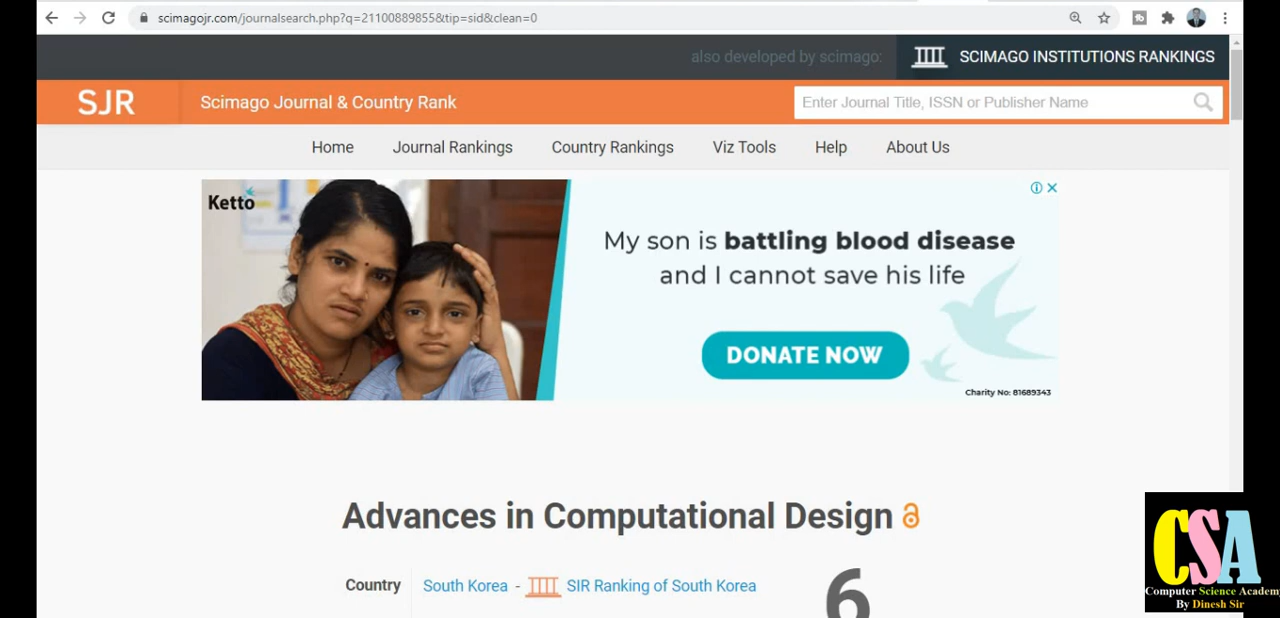 scimagojr.com/journalsearch.php?q=21100889855&tip=sid&clean=0
also developed by scimago:
SCIMAGO INSTITUTIONS RANKINGS
SJR
Scimago Journal & Country Rank
Enter Journal Title, ISSN or Publisher Name
Home
Journal Rankings
Country Rankings
Viz Tools
Help
About Us
Ketto
My son is battling blood disease
and I cannot save his life
DONATE NOW
Charity No: 81689343
Advances in Computational Design
Country
South Korea -
SIR Ranking of South Korea
6
CSA
Computer Science Academy
By Dinesh Sir